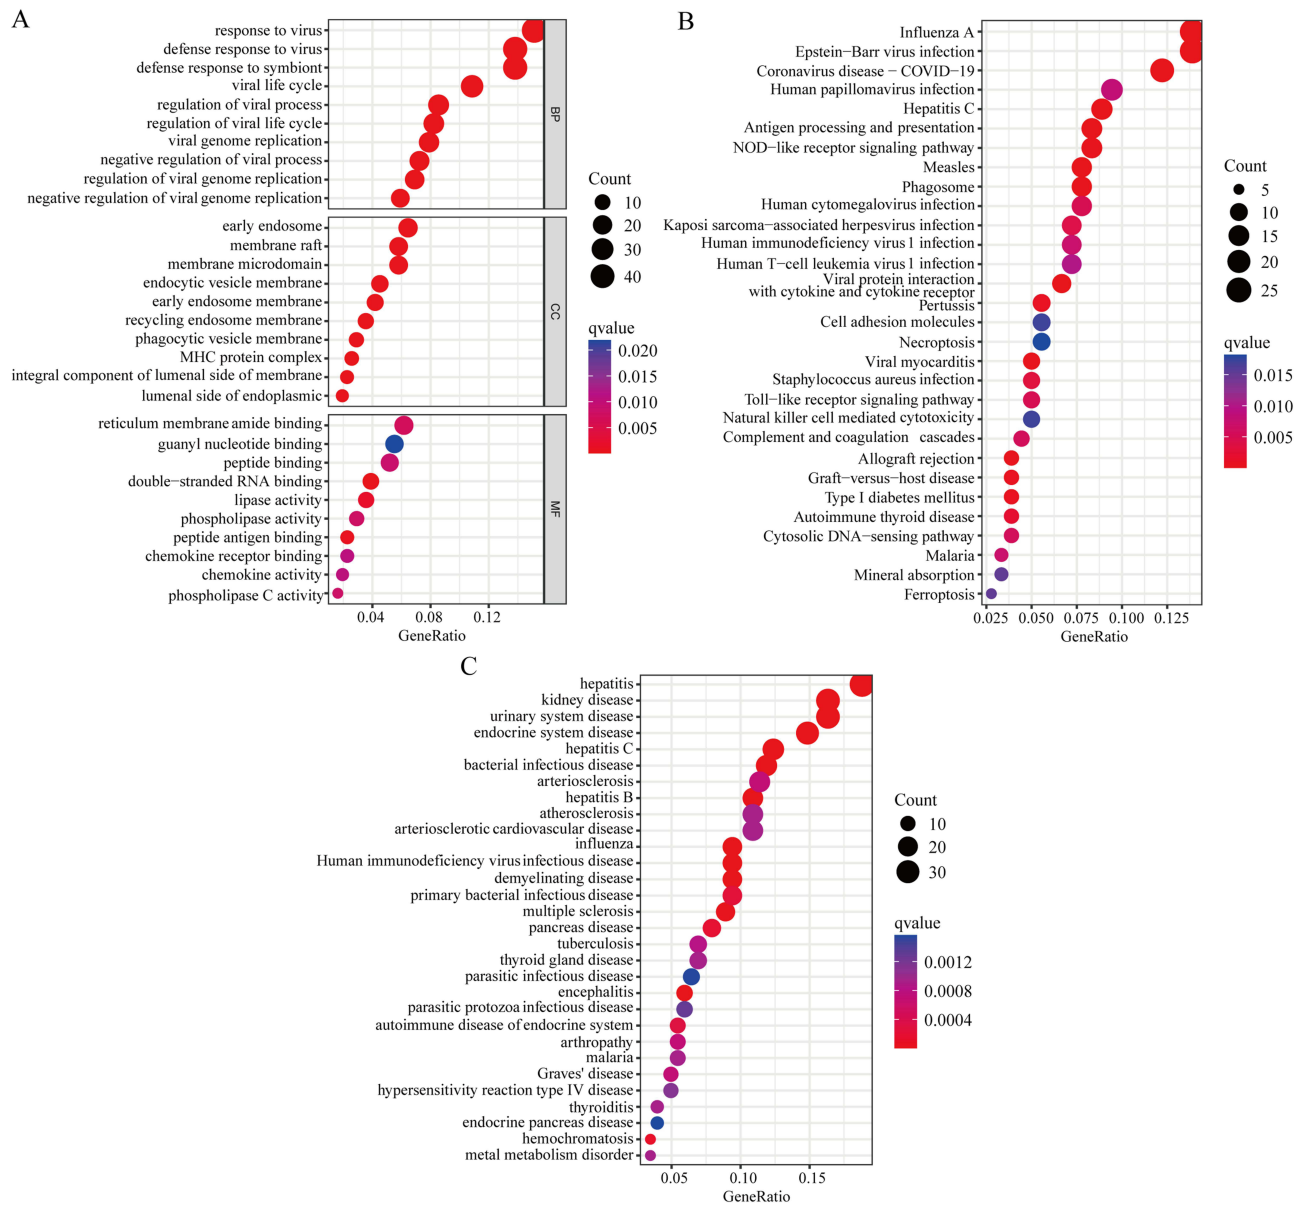 A
response to virus
defense response to virus
defense response to symbiont
viral life cycle
regulation of viral process
regulation of viral life cycle
viral genome replication
negative regulation of viral process
regulation of viral genome replication
negative regulation of viral genome replication
BP
early endosome
membrane raft
membrane microdomain
endocytic vesicle membrane
early endosome membrane
recycling endosome membrane
phagocytic vesicle membrane
MHC protein complex
integral component of lumenal side of membrane
lumenal side of endoplasmic
CC
reticulum membrane amide binding
guanyl nucleotide binding
peptide binding
double−stranded RNA binding
lipase activity
phospholipase activity
peptide antigen binding
chemokine receptor binding
chemokine activity
phospholipase C activity
MF
0.04 0.08 0.12
GeneRatio
Count
10
20
30
40
qvalue
0.020
0.015
0.010
0.005
B
Influenza A
Epstein−Barr virus infection
Coronavirus disease − COVID−19
Human papillomavirus infection
Hepatitis C
Antigen processing and presentation
NOD−like receptor signaling pathway
Measles
Phagosome
Human cytomegalovirus infection
Kaposi sarcoma−associated herpesvirus infection
Human immunodeficiency virus 1 infection
Human T−cell leukemia virus 1 infection
Viral protein interaction
with cytokine and cytokine receptor
Pertussis
Cell adhesion molecules
Necroptosis
Viral myocarditis
Staphylococcus aureus infection
Toll−like receptor signaling pathway
Natural killer cell mediated cytotoxicity
Complement and coagulation cascades
Allograft rejection
Graft−versus−host disease
Type I diabetes mellitus
Autoimmune thyroid disease
Cytosolic DNA−sensing pathway
Malaria
Mineral absorption
Ferroptosis
0.025 0.050 0.075 0.100 0.125
GeneRatio
Count
5
10
15
20
25
qvalue
0.015
0.010
0.005
C
hepatitis
kidney disease
urinary system disease
endocrine system disease
hepatitis C
bacterial infectious disease
arteriosclerosis
hepatitis B
atherosclerosis
arteriosclerotic cardiovascular disease
influenza
Human immunodeficiency virus infectious disease
demyelinating disease
primary bacterial infectious disease
multiple sclerosis
pancreas disease
tuberculosis
thyroid gland disease
parasitic infectious disease
encephalitis
parasitic protozoa infectious disease
autoimmune disease of endocrine system
arthropathy
malaria
Graves' disease
hypersensitivity reaction type IV disease
thyroiditis
endocrine pancreas disease
hemochromatosis
metal metabolism disorder
0.05 0.10 0.15
GeneRatio
Count
10
20
30
qvalue
0.0012
0.0008
0.0004